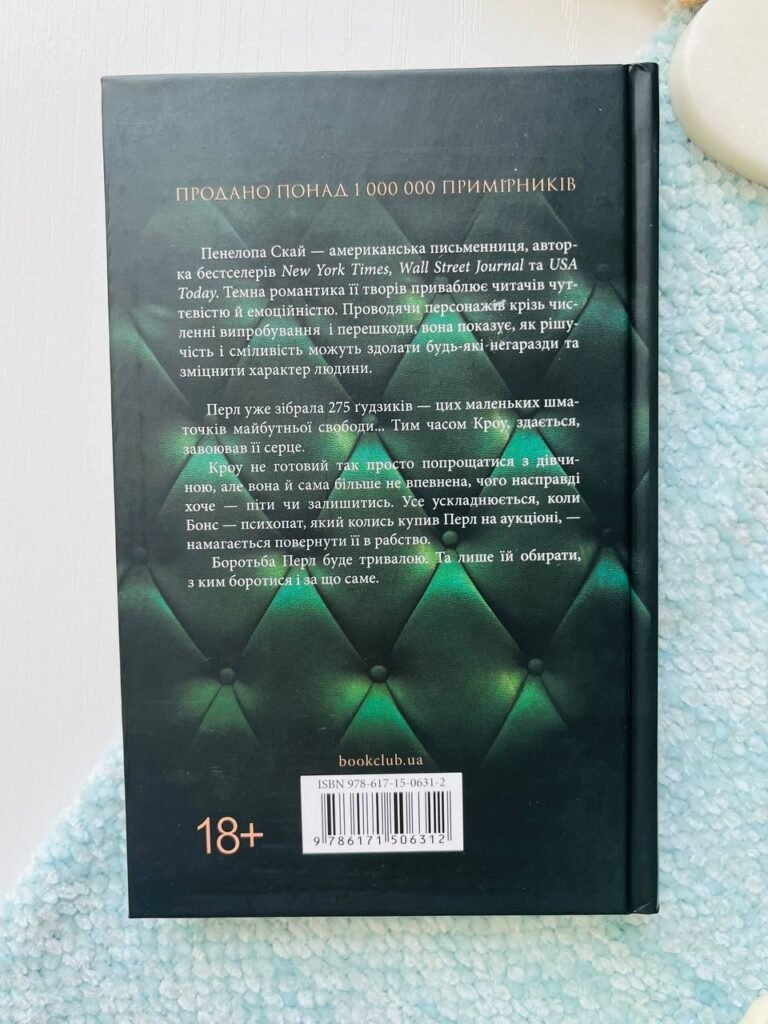 ПРОДАНО ПОНАД 1 000 000 ПРИМІРНИКІВ
Пенелопа Скай — американська письменниця, автор-
ка бестселерів New York Times, Wall Street Journal та USA
Today. Темна романтика її творів приваблює читачів чут-
тєвістю й емоційністю. Проводячи персонажів крізь чис-
ленні випробування і перешкоди, вона показує, як рішу-
чість і сміливість можуть здолати будь-які негаразди та
зміцнити характер людини.
Перл уже зібрала 275 ґудзиків — цих маленьких шма-
точків майбутньої свободи... Тим часом Кроу, здається,
завоював її серце.
Кроу не готовий так просто попрощатися з дівчи-
ною, але вона й сама більше не впевнена, чого насправді
хоче — піти чи залишитись. Усе ускладнюється, коли
Бонс — психопат, який колись купив Перл на аукціоні, —
намагається повернути її в рабство.
Боротьба Перл буде тривалою. Та лише їй обирати,
з ким боротися і за що саме.
bookclub.ua
ISBN 978-617-15-0631-2
18+
9 786171 506312